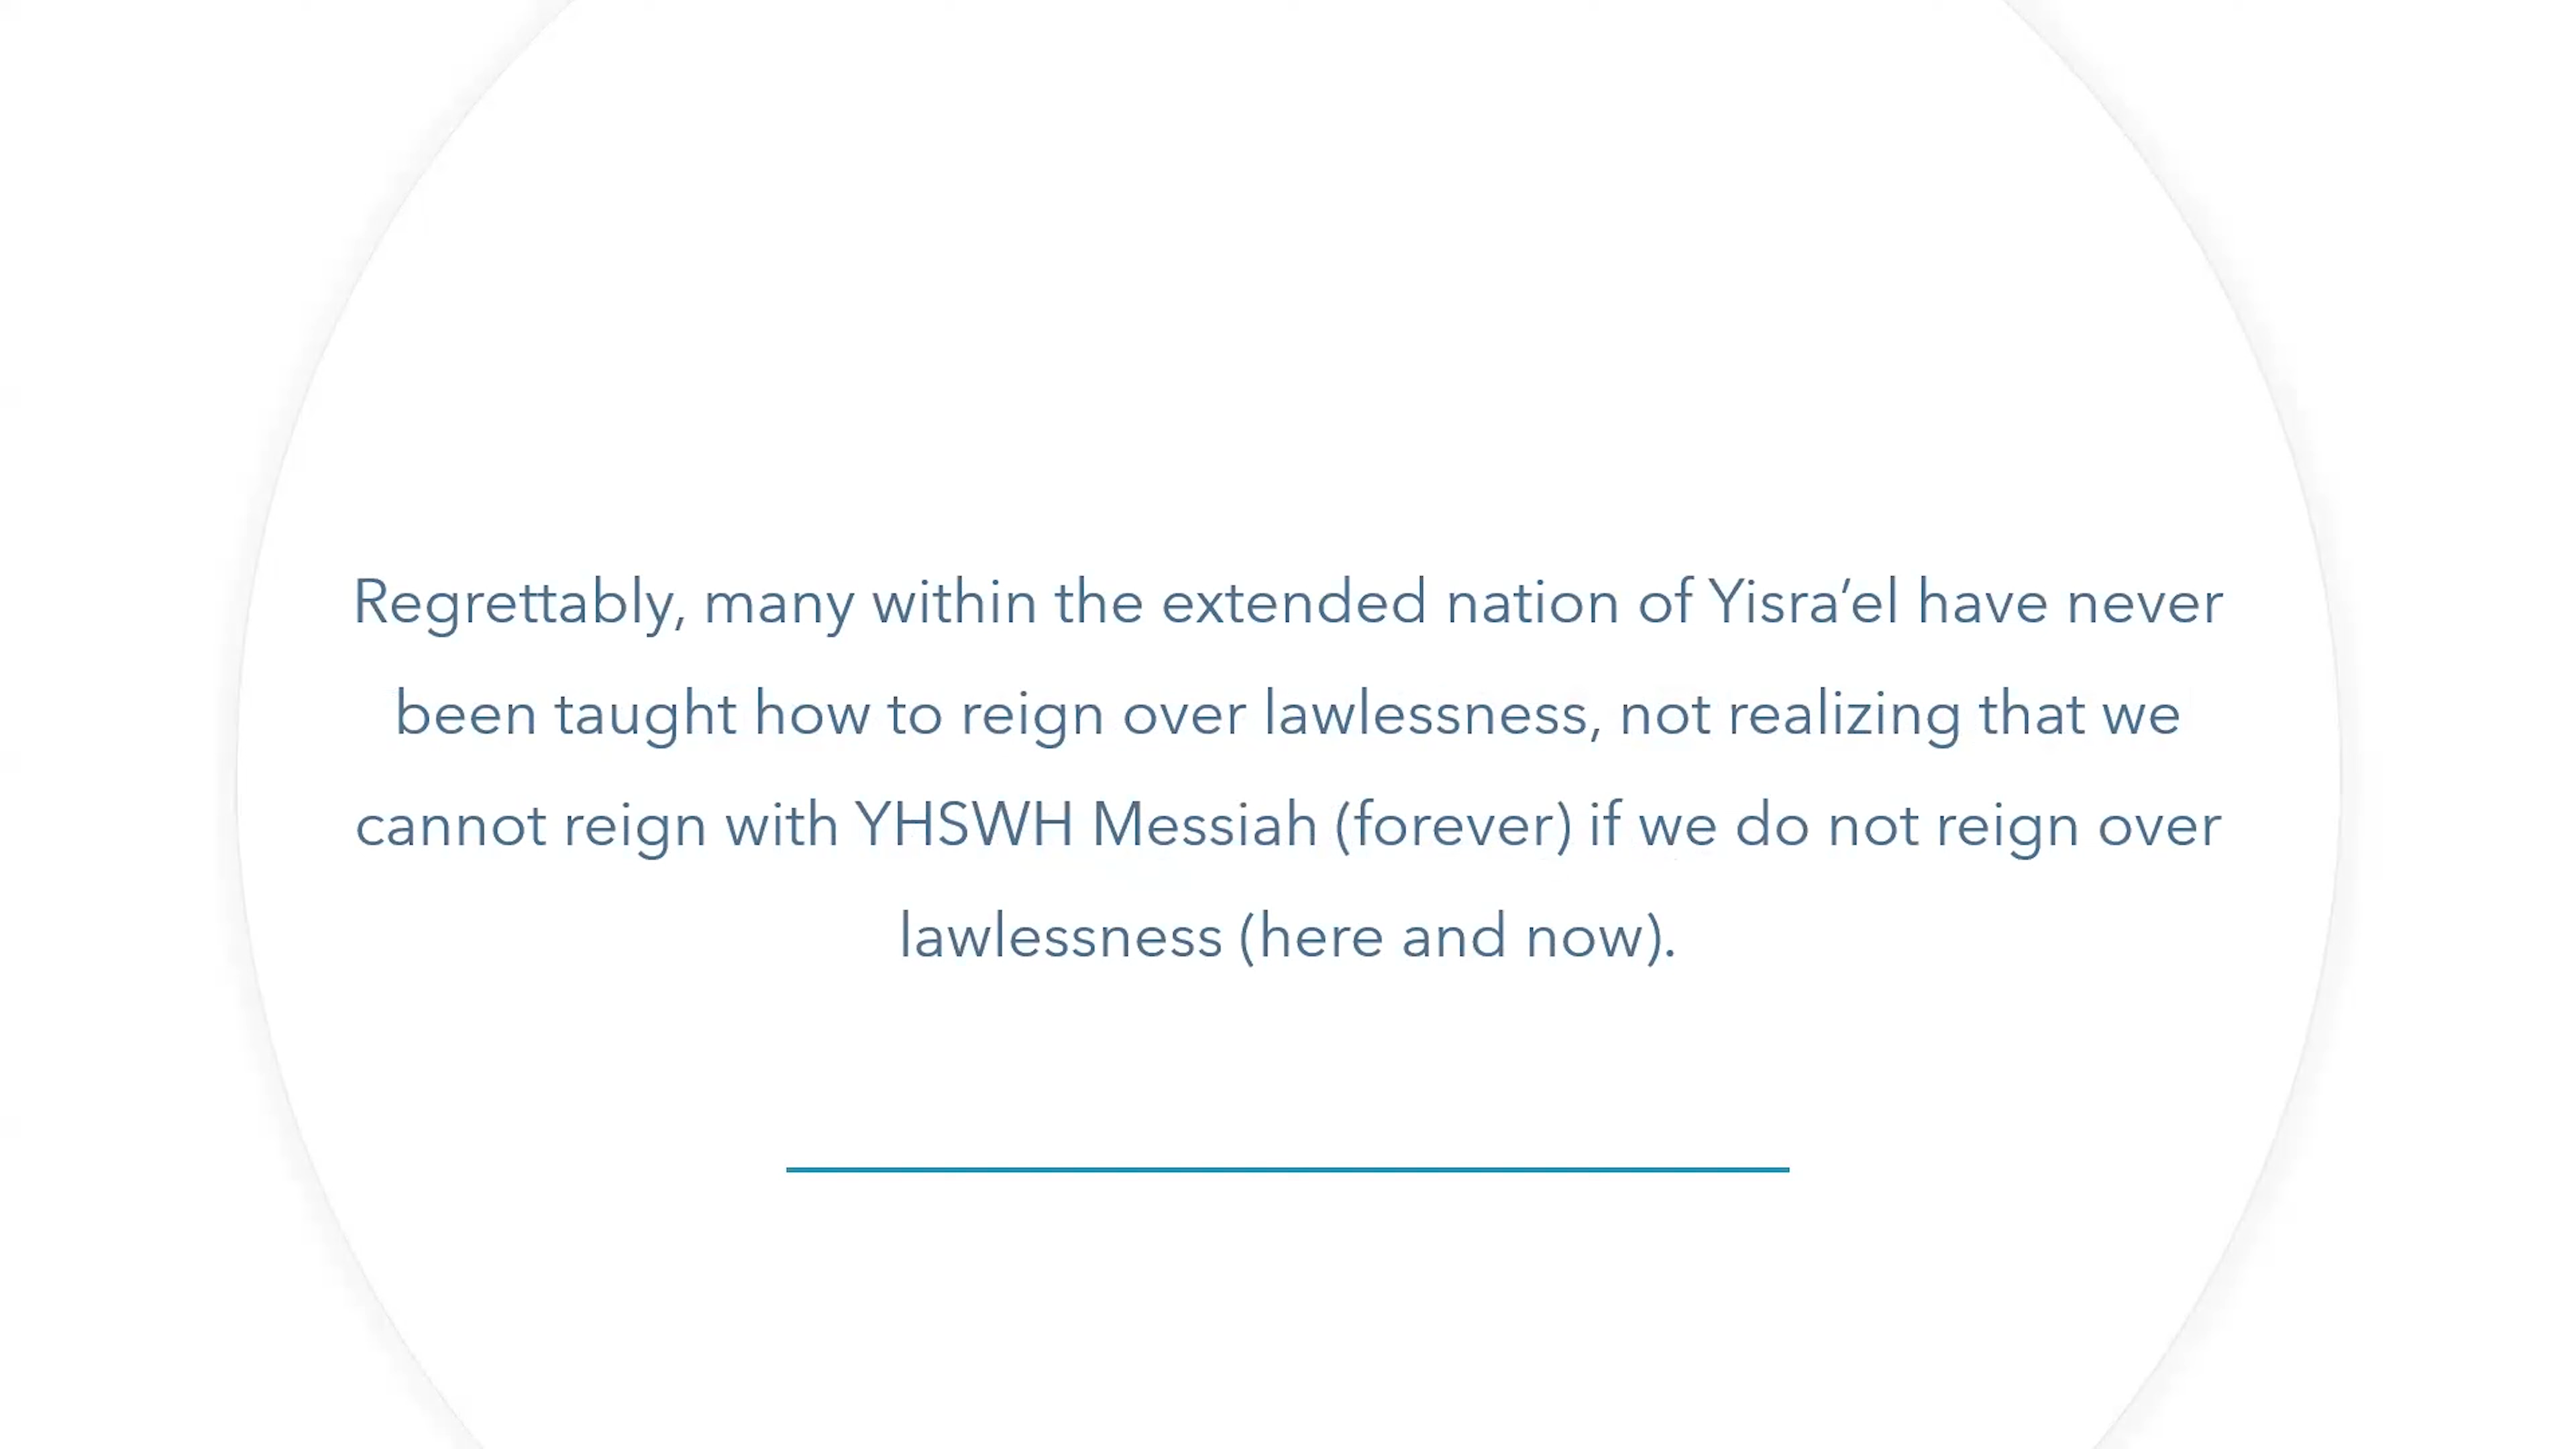 Regrettably, many within the extended nation of Yisra’el have never
been taught how to reign over lawlessness, not realizing that we
cannot reign with YHSWH Messiah (forever) if we do not reign over
lawlessness (here and now).